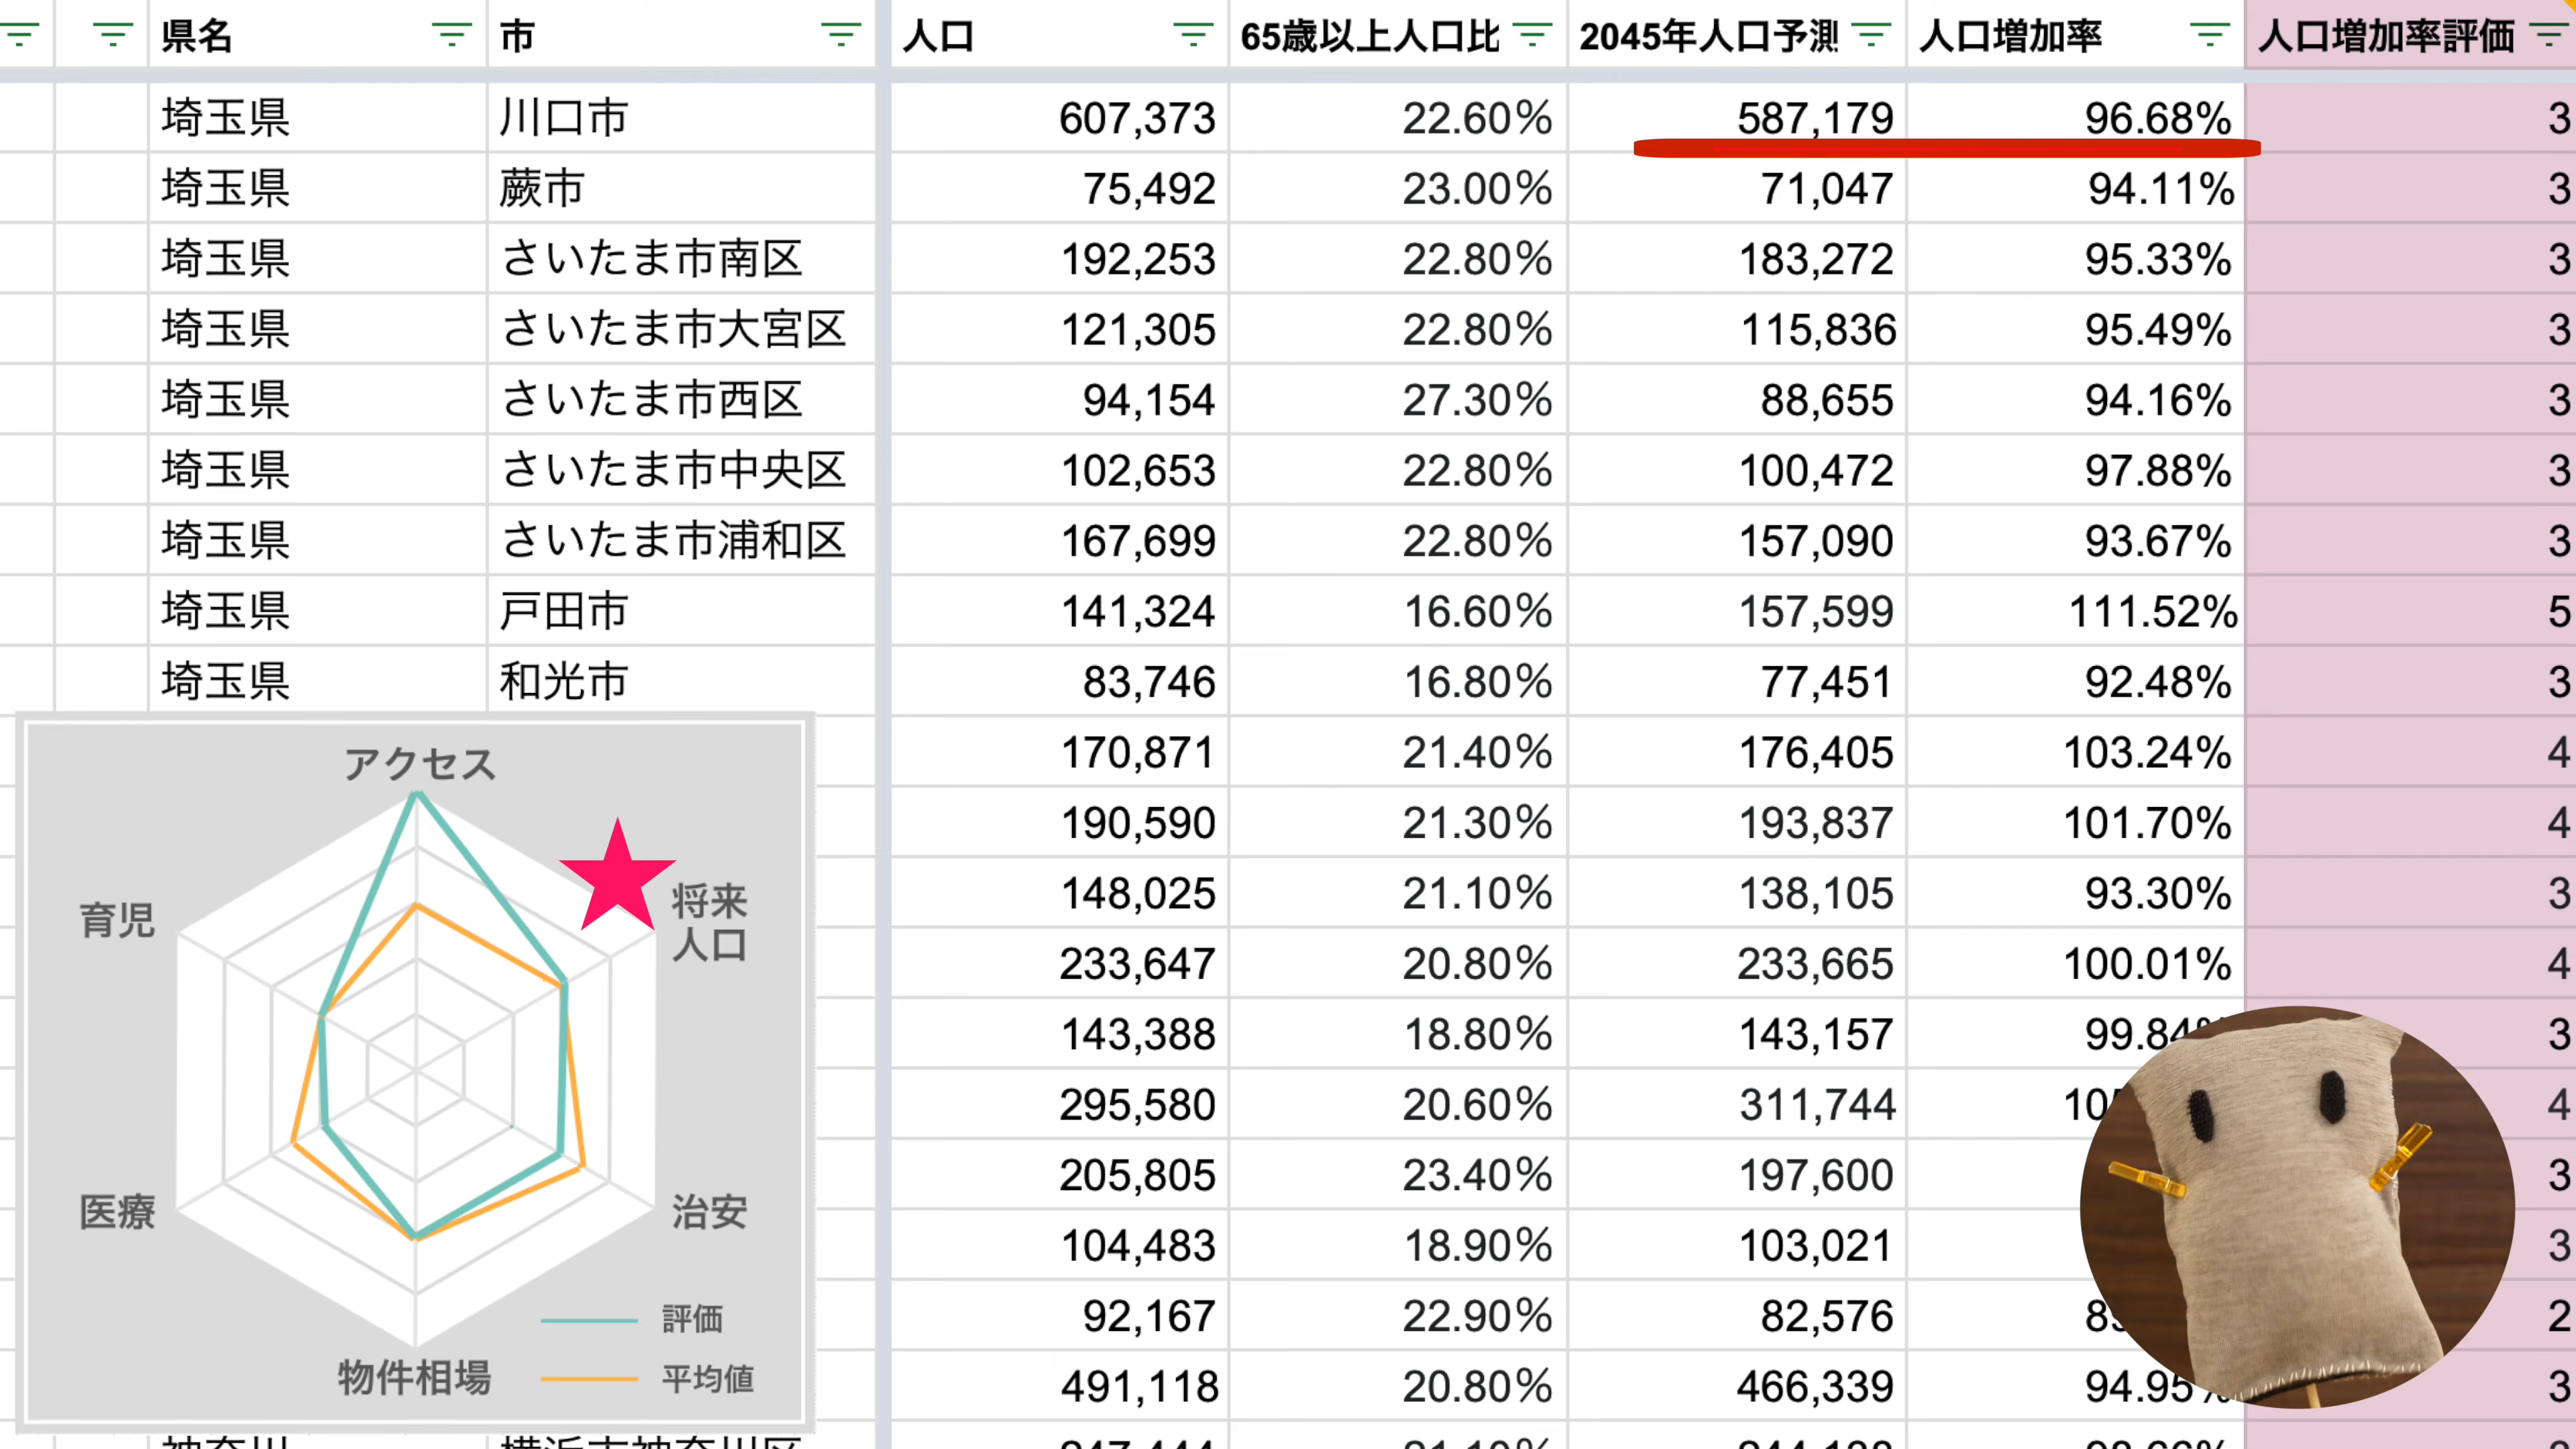 県名 市 人口 65歳以上人口比 2045年人口予測 人口増加率 人口増加率評価
埼玉県 川口市 607,373 22.60% 587,179 96.68% 3
埼玉県 蕨市 75,492 23.00% 71,047 94.11% 3
埼玉県 さいたま市南区 192,253 22.80% 183,272 95.33% 3
埼玉県 さいたま市大宮区 121,305 22.80% 115,836 95.49% 3
埼玉県 さいたま市西区 94,154 27.30% 88,655 94.16% 3
埼玉県 さいたま市中央区 102,653 22.80% 100,472 97.88% 3
埼玉県 さいたま市浦和区 167,699 22.80% 157,090 93.67% 3
埼玉県 戸田市 141,324 16.60% 157,599 111.52% 5
埼玉県 和光市 83,746 16.80% 77,451 92.48% 3
170,871 21.40% 176,405 103.24% 4
190,590 21.30% 193,837 101.70% 4
148,025 21.10% 138,105 93.30% 3
233,647 20.80% 233,665 100.01% 4
143,388 18.80% 143,157 99.84% 3
295,580 20.60% 311,744 4
205,805 23.40% 197,600 3
104,483 18.90% 103,021 3
92,167 22.90% 82,576 2
491,118 20.80% 466,339 94.95% 3
神奈川 横浜市神奈川区
アクセス
将来
人口
治安
物件相場
医療
育児
評価
平均値